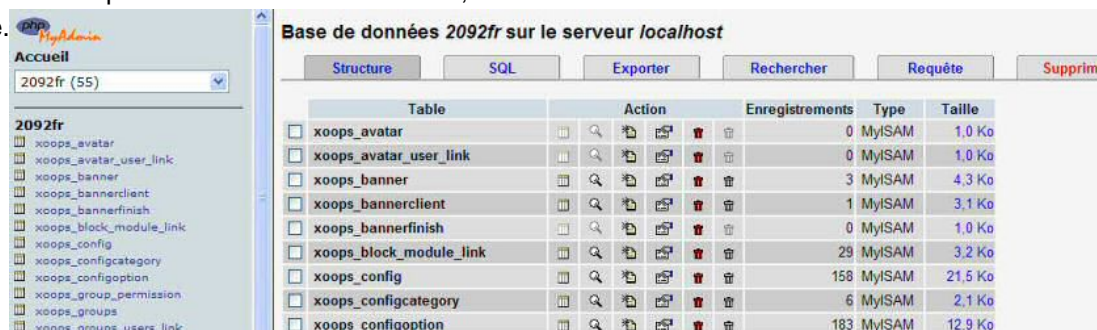 e.
php
MyAdmin
Accueil
2092fr (55)
2092fr
xoops_avatar
xoops_avatar_user_link
xoops_banner
xoops_bannerclient
xoops_bannerfinish
xoops_block_module_link
xoops_config
xoops_configcategory
xoops_configoption
xoops_group_permission
xoops_groups
xoops_groups_users_link
Base de données 2092fr sur le serveur localhost
Structure SQL Exporter Rechercher Requête Supprim
Table Action Enregistrements Type Taille
xoops_avatar 0 MyISAM 1,0 Ko
xoops_avatar_user_link 0 MyISAM 1,0 Ko
xoops_banner 3 MyISAM 4,3 Ko
xoops_bannerclient 1 MyISAM 3,1 Ko
xoops_bannerfinish 0 MyISAM 1,0 Ko
xoops_block_module_link 29 MyISAM 3,2 Ko
xoops_config 158 MyISAM 21,5 Ko
xoops_configcategory 6 MyISAM 2,1 Ko
xoops_configoption 183 MyISAM 12,9 Ko